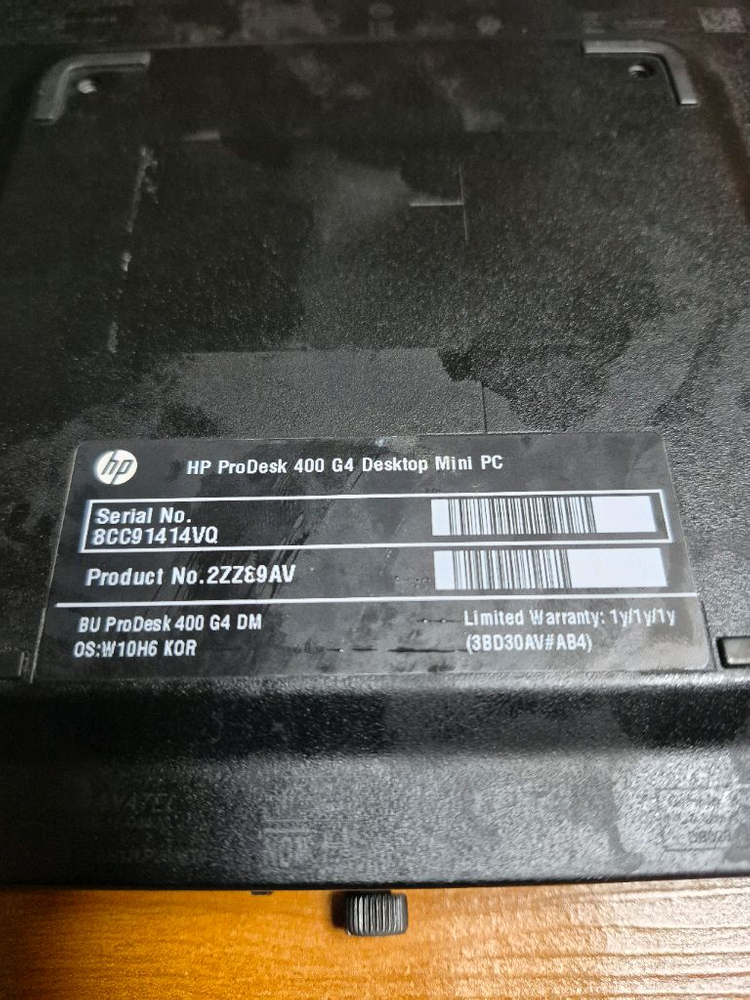 hp
HP ProDesk 400 G4 Desktop Mini PC
Serial No.
8CC91414VQ
Product No.2ZZ69AV
BU ProDesk 400 G4 DM
Limited Warranty: 1y/1y/1y
OS:W10H6 KOR
(3BD30AV#AB4)